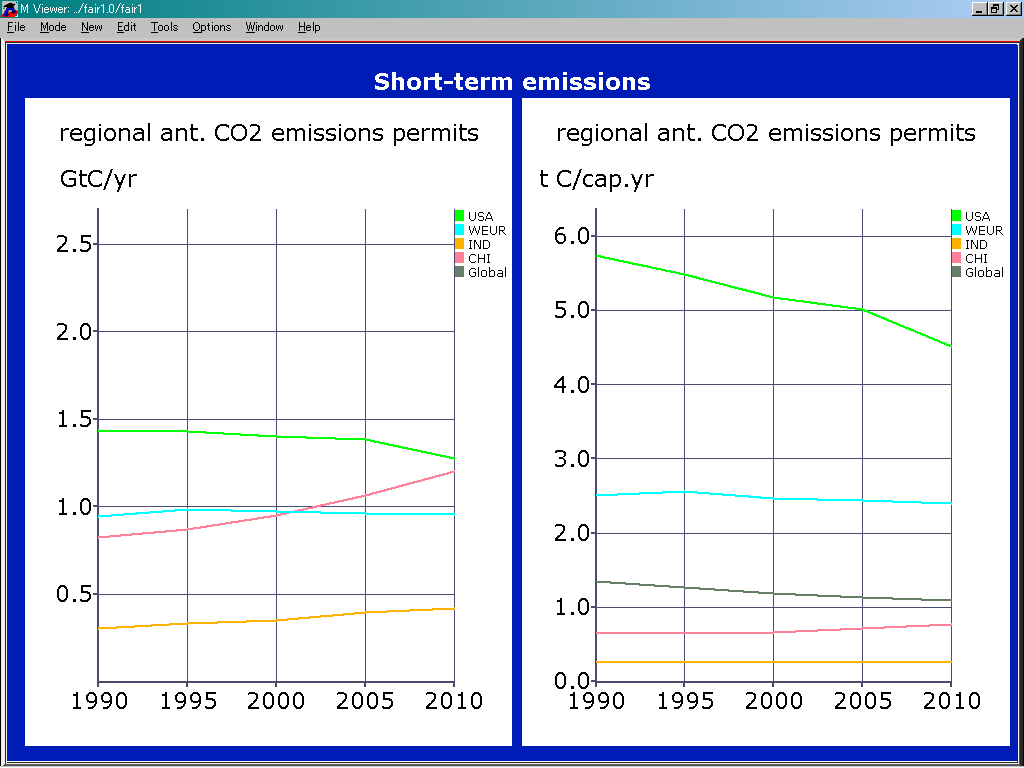 M Viewer: ../fair1.0/fair1
File Mode New Edit Tools Options Window Help
Short-term emissions
regional ant. CO2 emissions permits
GtC/yr
USA
WEUR
IND
CHI
Global
2.5
2.0
1.5
1.0
0.5
1990 1995 2000 2005 2010
regional ant. CO2 emissions permits
t C/cap.yr
USA
WEUR
IND
CHI
Global
6.0
5.0
4.0
3.0
2.0
1.0
0.0
1990 1995 2000 2005 2010